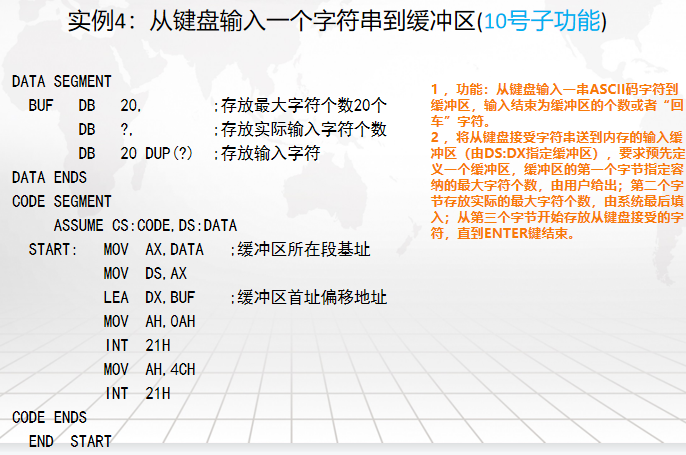 实例4：从键盘输入一个字符串到缓冲区(10号子功能)
DATA SEGMENT
BUF DB 20, ;存放最大字符个数20个
DB ?, ;存放实际输入字符个数
DB 20 DUP(?) ;存放输入字符
DATA ENDS
CODE SEGMENT
ASSUME CS:CODE,DS:DATA
START: MOV AX,DATA ;缓冲区所在段基址
MOV DS,AX
LEA DX,BUF ;缓冲区首址偏移地址
MOV AH,0AH
INT 21H
MOV AH,4CH
INT 21H
CODE ENDS
END START
1 ，功能：从键盘输入一串ASCII码字符到
缓冲区，输入结束为缓冲区的个数或者“回
车”字符。
2 ，将从键盘接受字符串送到内存的输入缓
冲区（由DS:DX指定缓冲区），要求预先定
义一个缓冲区，缓冲区的第一个字节指定容
纳的最大字符个数，由用户给出；第二个字
节存放实际的最大字符个数，由系统最后填
入；从第三个字节开始存放从键盘接受的字
符，直到ENTER键结束。